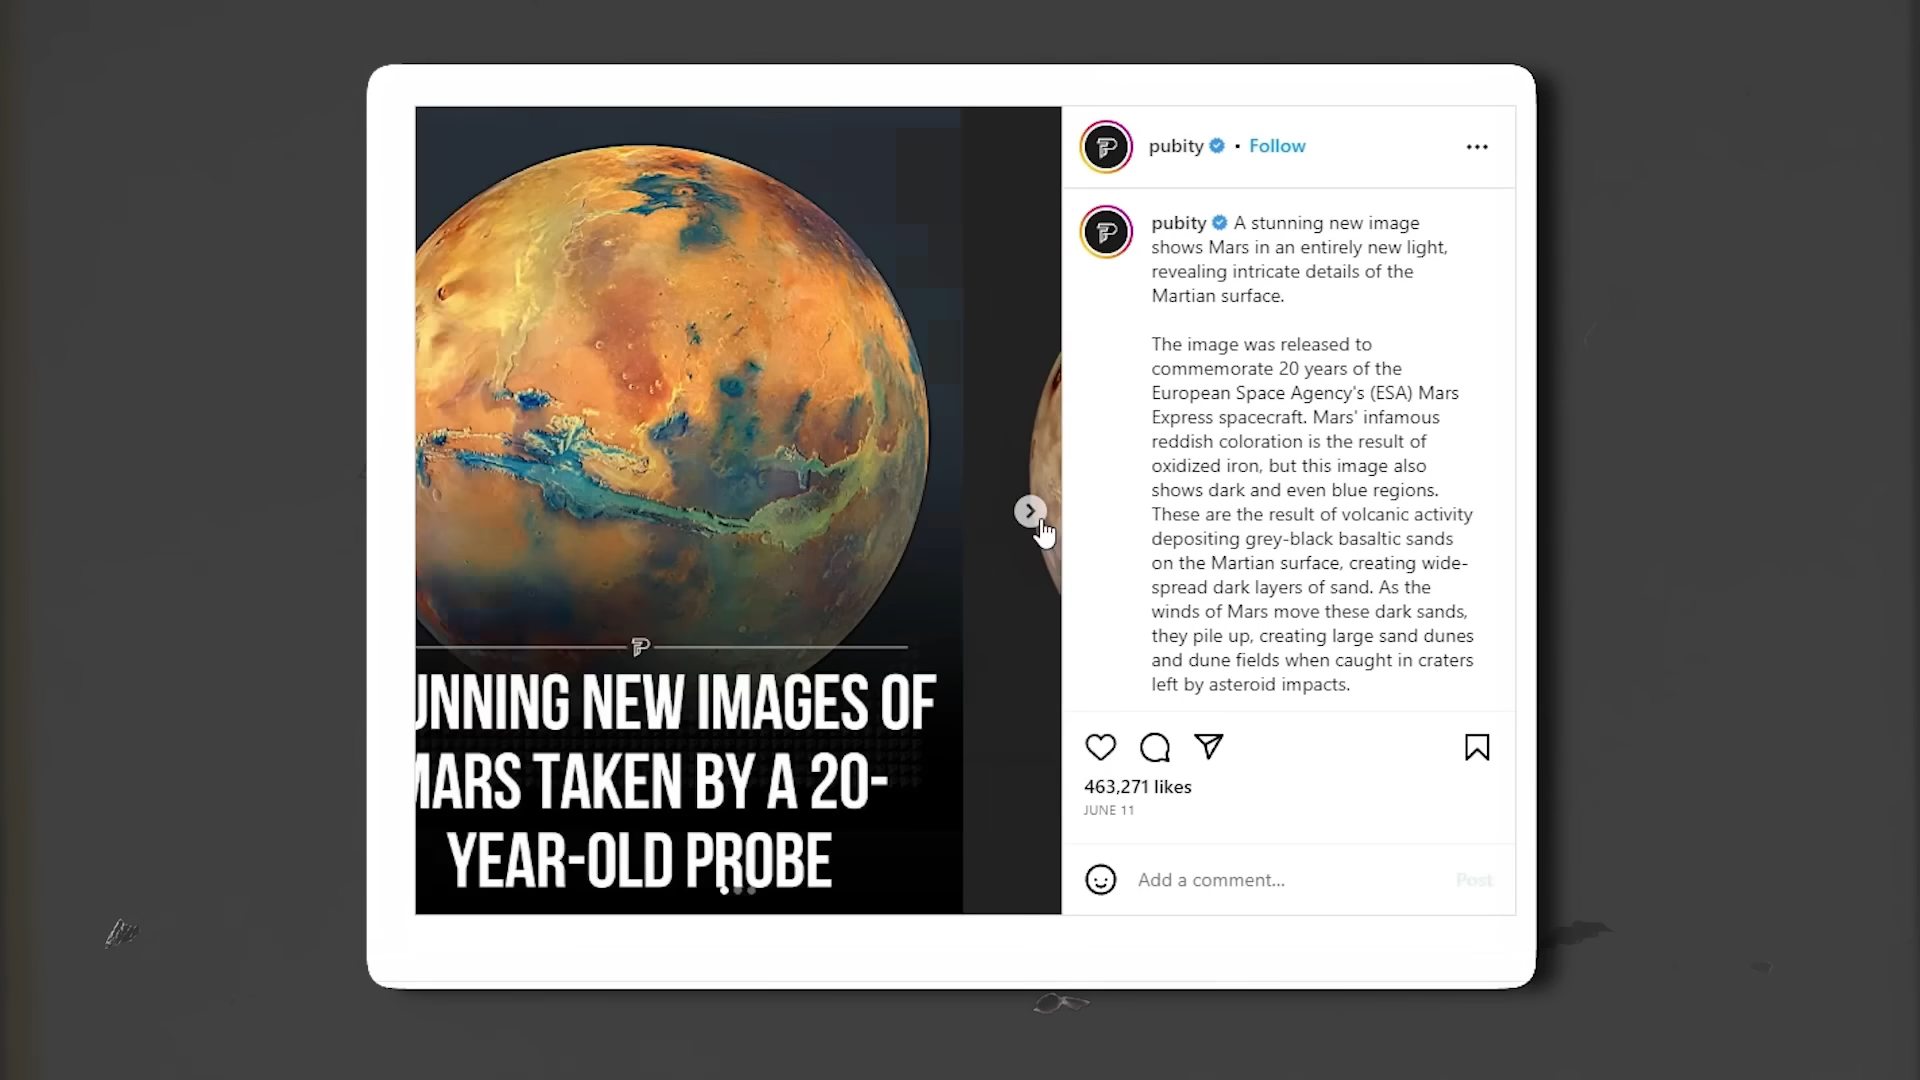 UNNING NEW IMAGES OF
MARS TAKEN BY A 20-
YEAR-OLD PROBE
pubity • Follow
pubity A stunning new image
shows Mars in an entirely new light,
revealing intricate details of the
Martian surface.
The image was released to
commemorate 20 years of the
European Space Agency's (ESA) Mars
Express spacecraft. Mars' infamous
reddish coloration is the result of
oxidized iron, but this image also
shows dark and even blue regions.
These are the result of volcanic activity
depositing grey-black basaltic sands
on the Martian surface, creating wide-
spread dark layers of sand. As the
winds of Mars move these dark sands,
they pile up, creating large sand dunes
and dune fields when caught in craters
left by asteroid impacts.
463,271 likes
JUNE 11
Add a comment...
Post